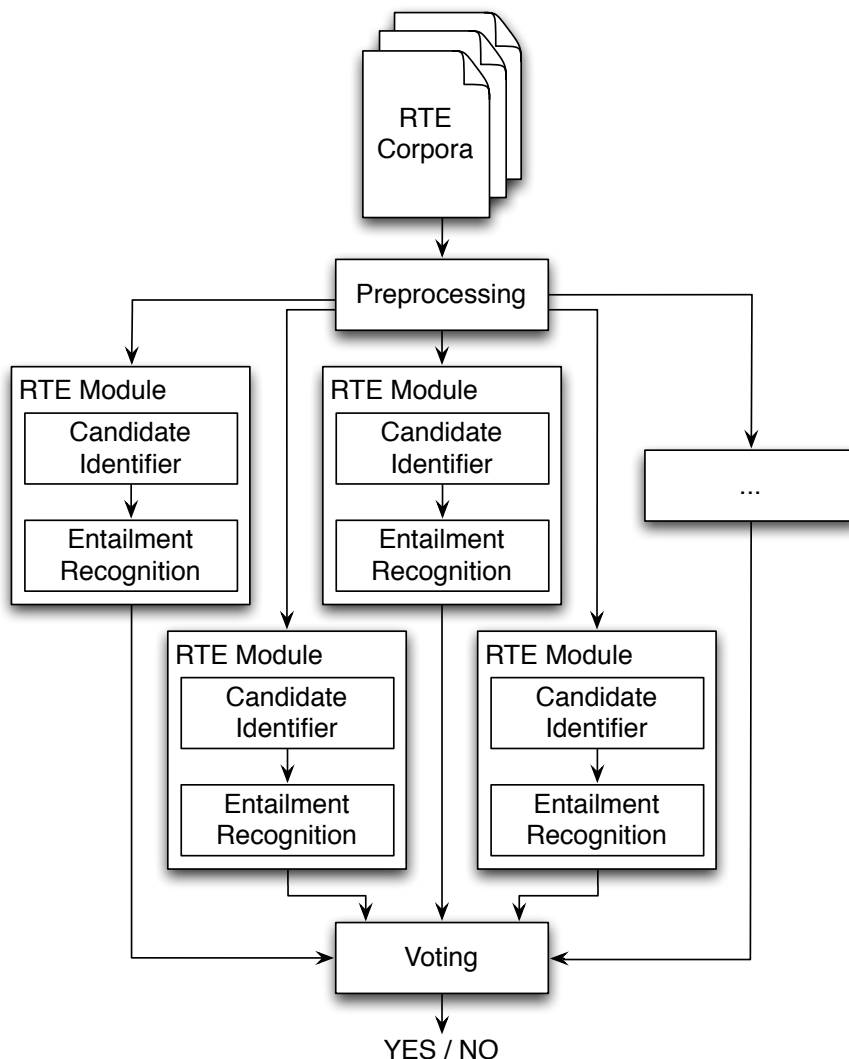 RTE
Corpora
Preprocessing
RTE Module
Candidate
Identifier
Entailment
Recognition
RTE Module
Candidate
Identifier
Entailment
Recognition
...
RTE Module
Candidate
Identifier
Entailment
Recognition
RTE Module
Candidate
Identifier
Entailment
Recognition
Voting
YES / NO